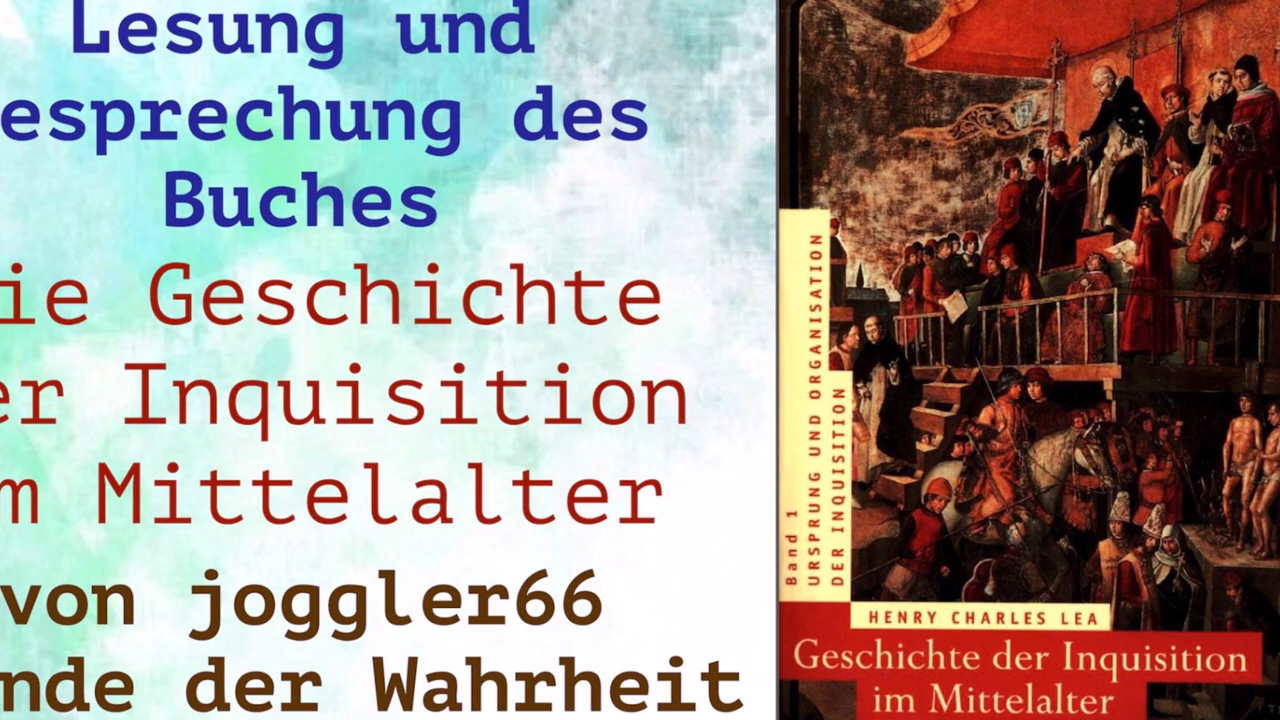 Lesung und
esprechung des
Buches
ie Geschichte
er Inquisition
m Mittelalter
von joggler66
nde der Wahrheit
Band 1
URSPRUNG UND ORGANISATION
DER INQUISITION
HENRY CHARLES LEA
Geschichte der Inquisition
im Mittelalter